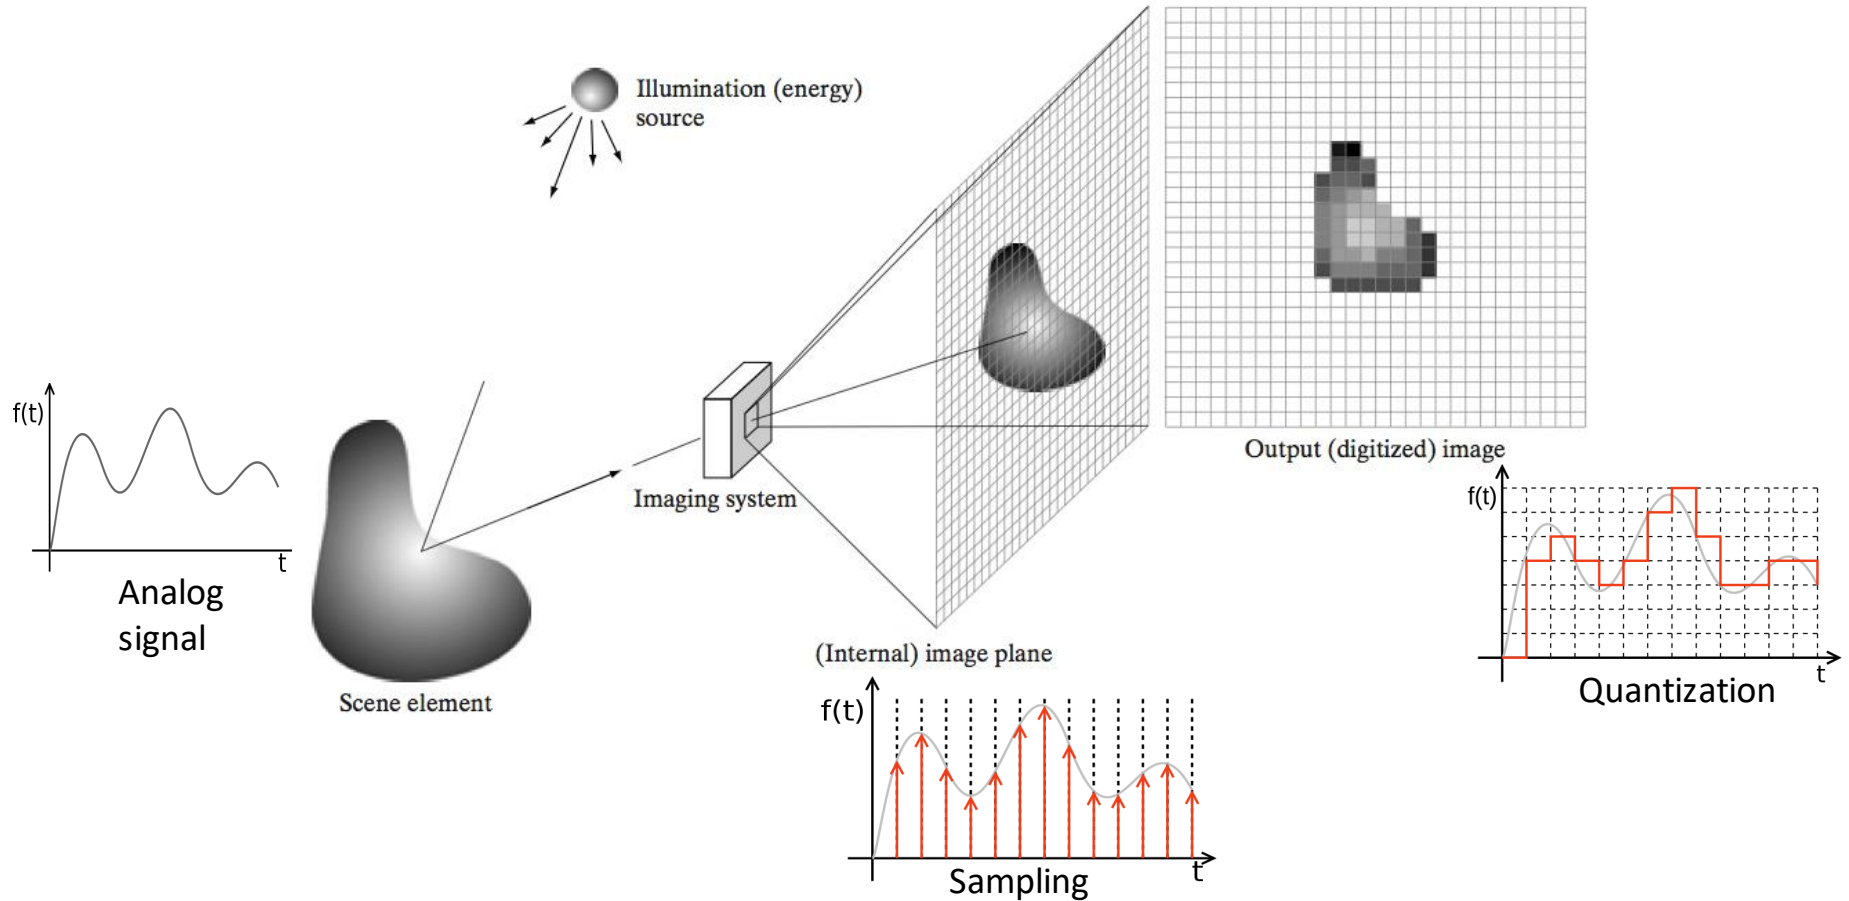 Illumination (energy)
source
f(t)
t
Analog
signal
Scene element
Imaging system
(Internal) image plane
f(t)
t
Sampling
Output (digitized) image
f(t)
t
Quantization